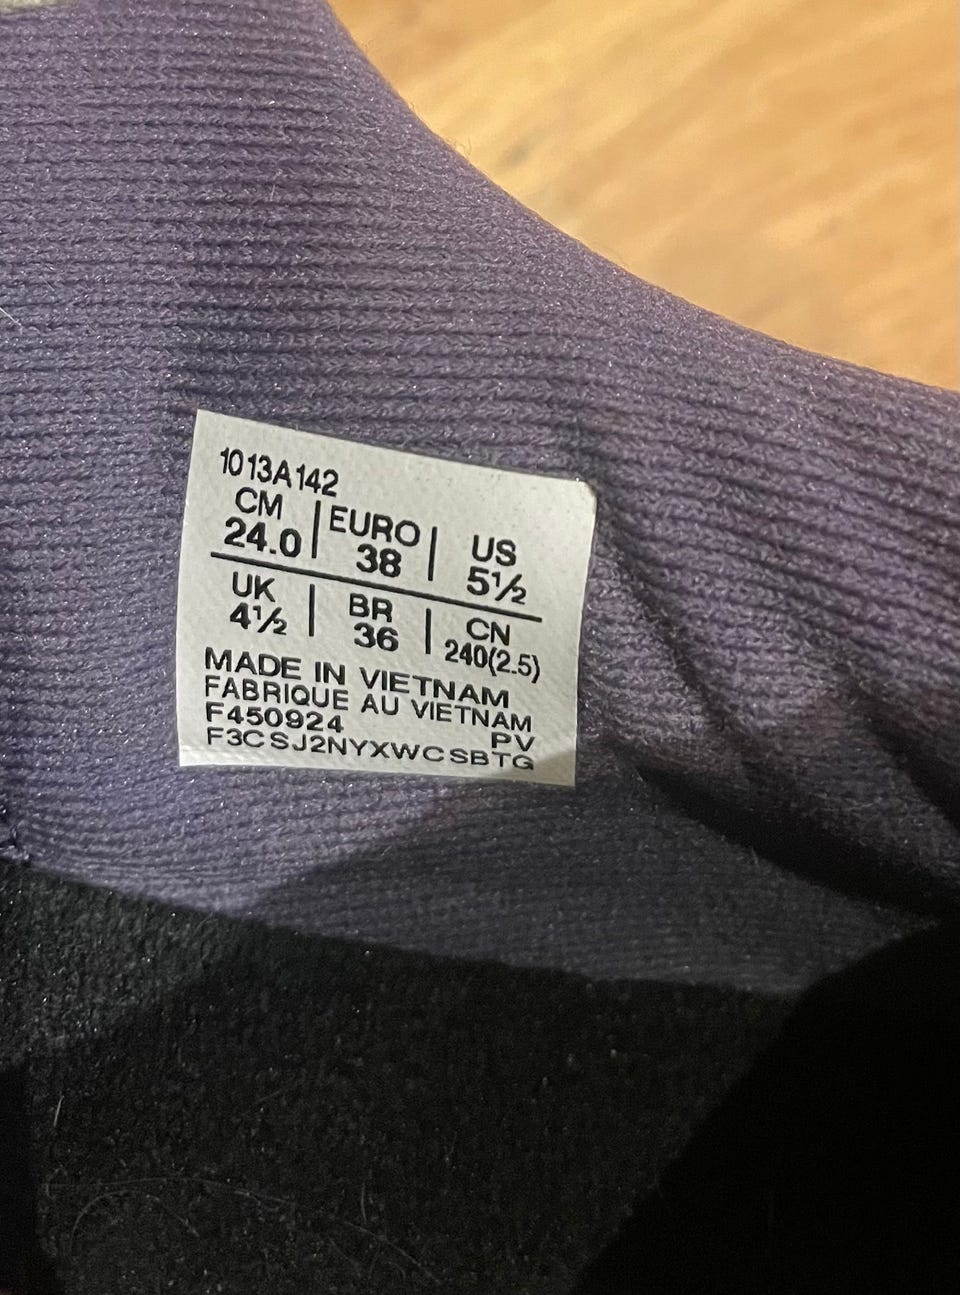 1013A142
CM | EURO | US
24.0 | 38 | 5½
UK | BR | CN
4½ | 36 | 240(2.5)
MADE IN VIETNAM
FABRIQUE AU VIETNAM
F450924 PV
F3CSJ2NYXWCSBTG